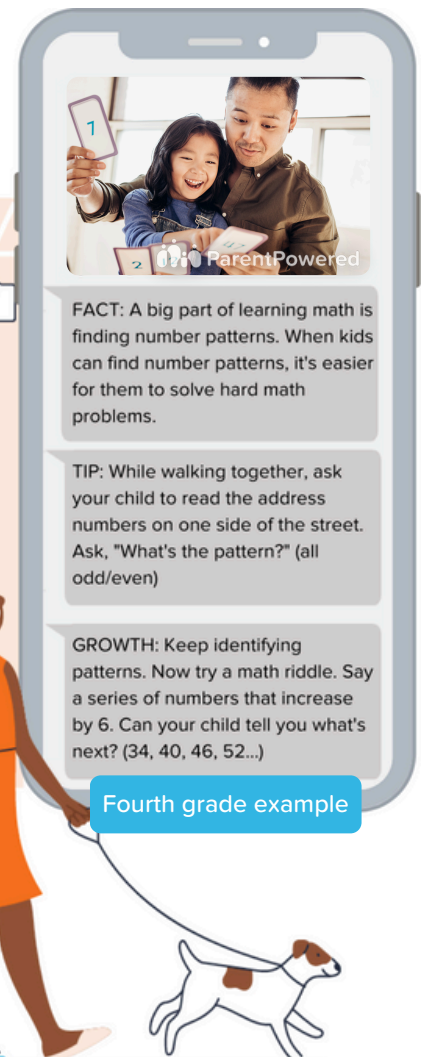 7
2
47
ParentPowered
FACT: A big part of learning math is
finding number patterns. When kids
can find number patterns, it's easier
for them to solve hard math
problems.
TIP: While walking together, ask
your child to read the address
numbers on one side of the street.
Ask, "What's the pattern?" (all
odd/even)
GROWTH: Keep identifying
patterns. Now try a math riddle. Say
a series of numbers that increase
by 6. Can your child tell you what's
next? (34, 40, 46, 52...)
Fourth grade example